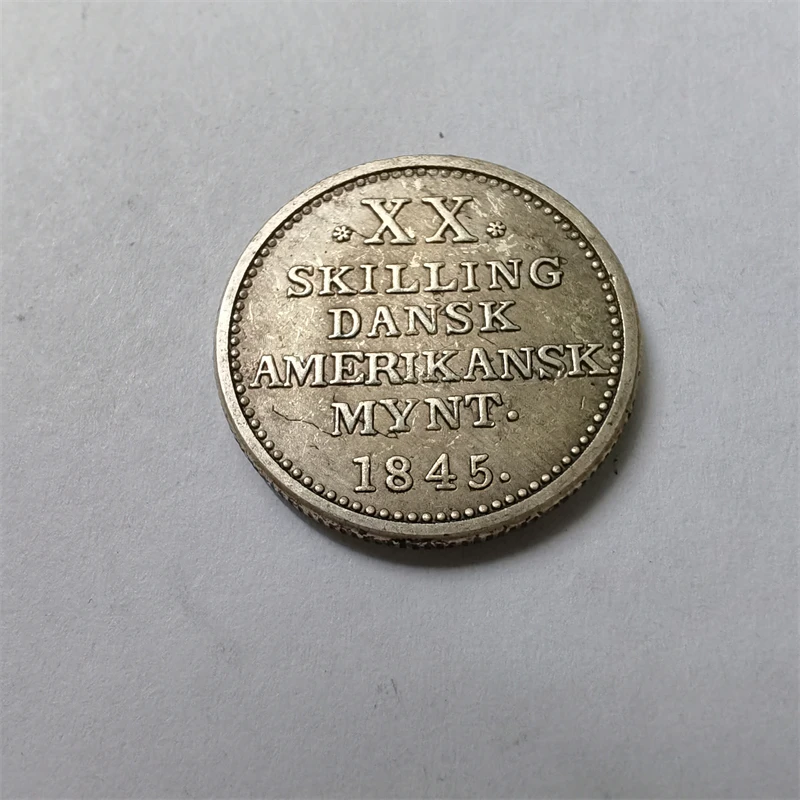 XX.
SKILLING
DANSK
AMERIKANSK
MYNT.
1845.